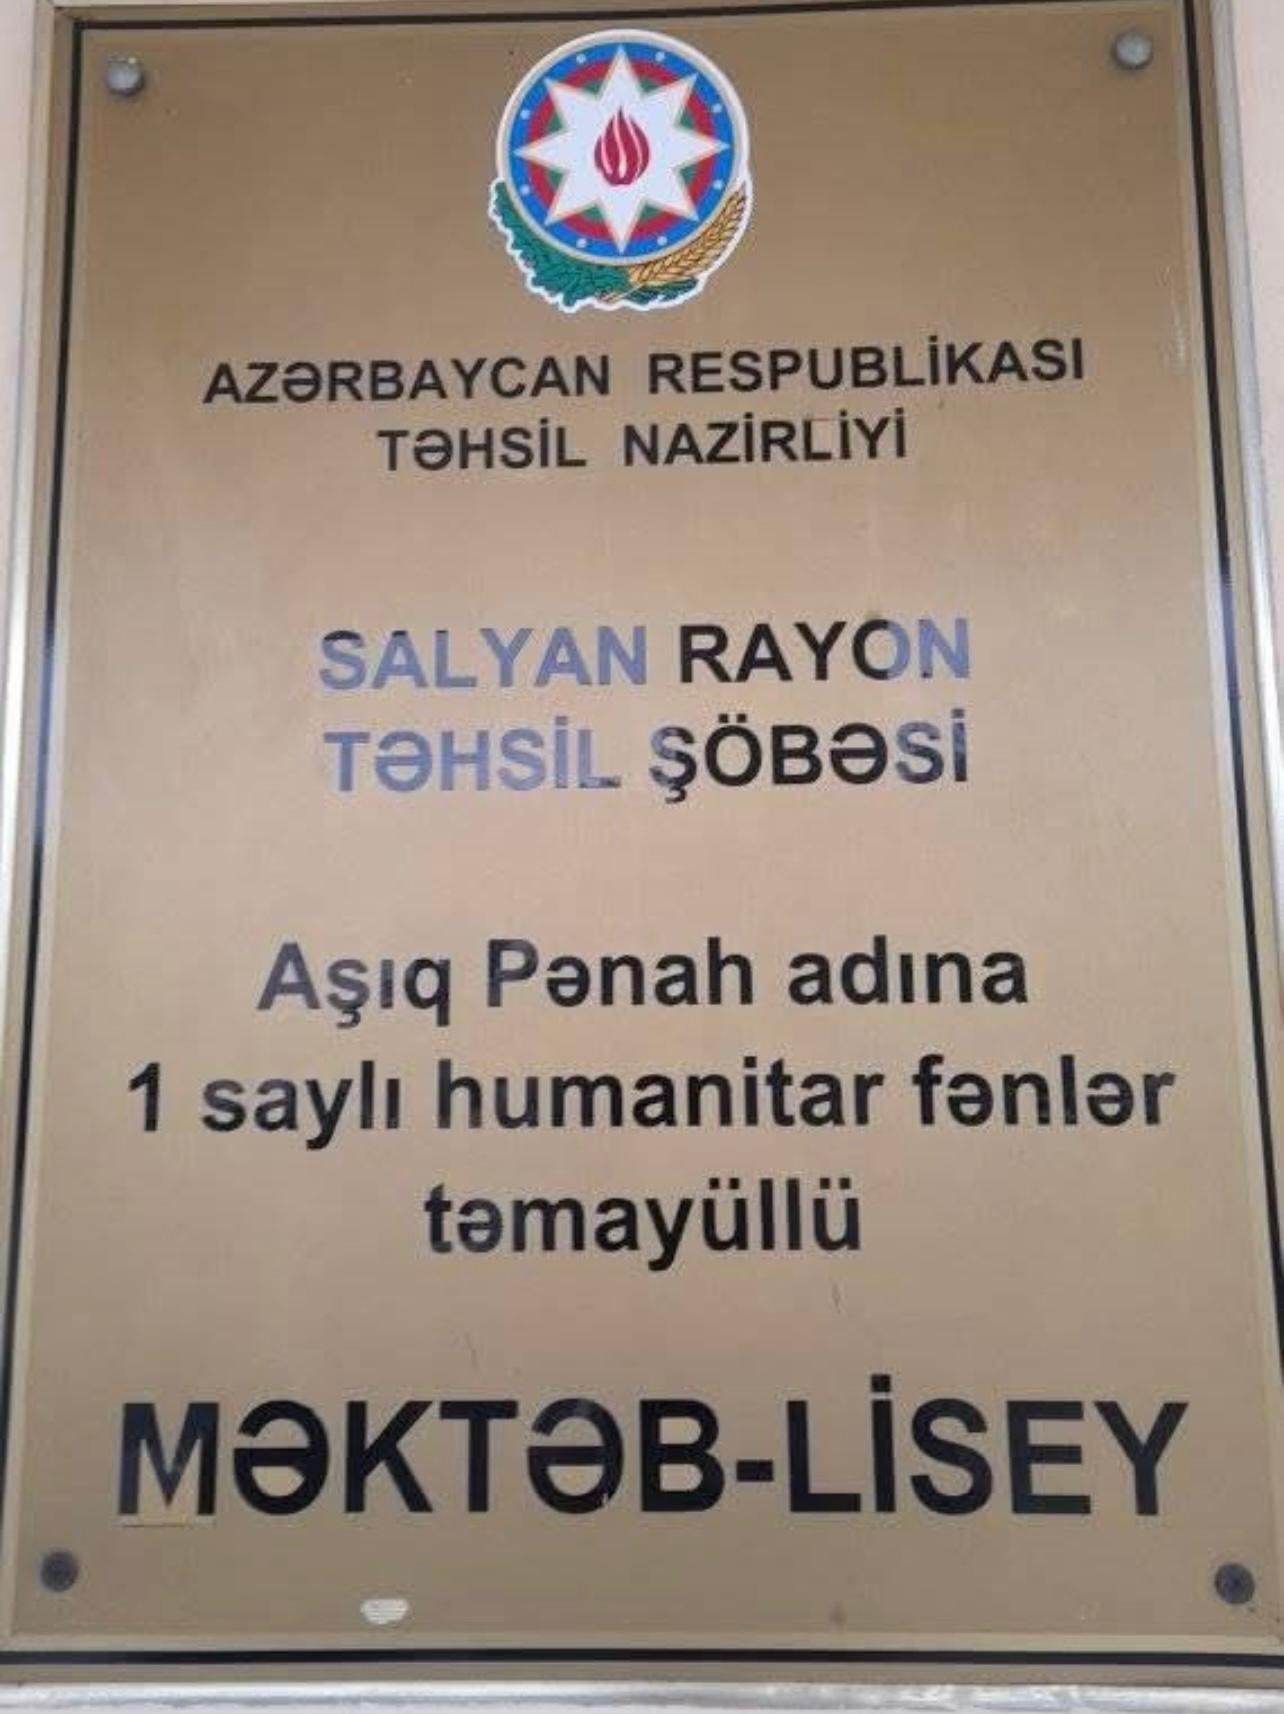 AZƏRBAYCAN RESPUBLİKASI
TƏHSİL NAZİRLİYİ
SALYAN RAYON
TƏHSİL ŞÖBƏSİ
Aşıq Pənah adına
1 saylı humanitar fənlər
təmayüllü
MƏKTƏB-LİSEY